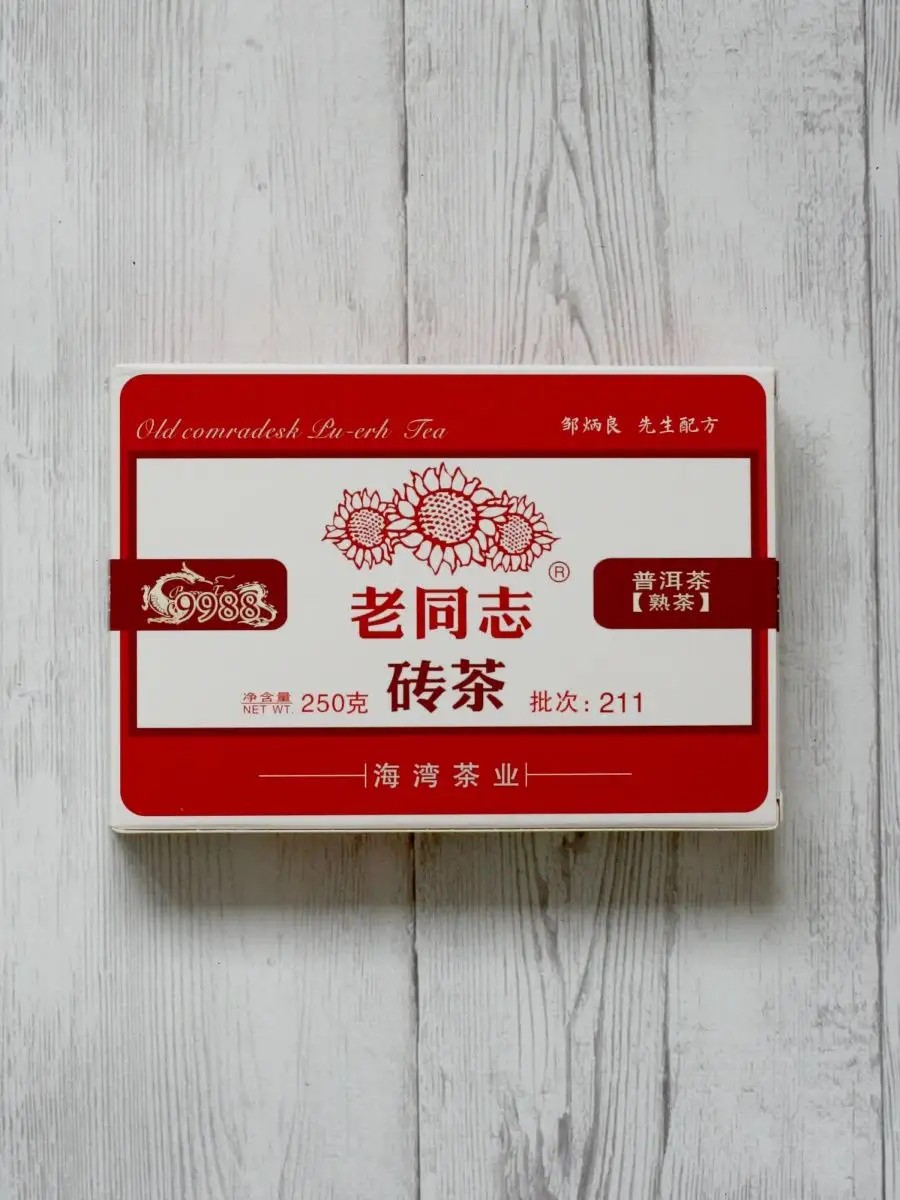 Old comradesk Pu-erh Tea
邹炳良 先生配方
®
9988
普洱茶
【熟茶】
老同志
砖茶
净含量
NET WT. 250克
批次: 211
海湾茶业